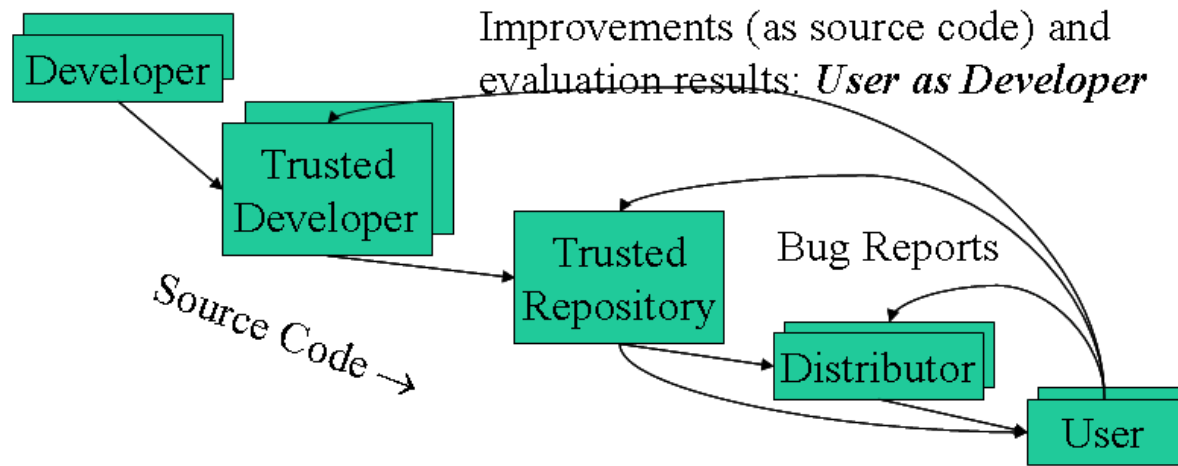 Improvements (as source code) and
evaluation results: User as Developer
Developer
Trusted
Developer
Trusted
Repository
Bug Reports
Source Code →
Distributor
User